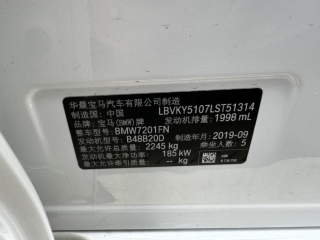 华晨宝马汽车有限公司制造
制造国: 中国 LBVKY5107LST51314
品牌: 宝马(BMW)牌 发动机排量: 1998 mL
整车型号: BMW7201FN
发动机型号: B48B20D 制造年月: 2019-09
最大允许总质量: 2245 kg 乘坐人数: 5
发动机最大净功率: 185 kW
最大允许牵引质量: -- kg